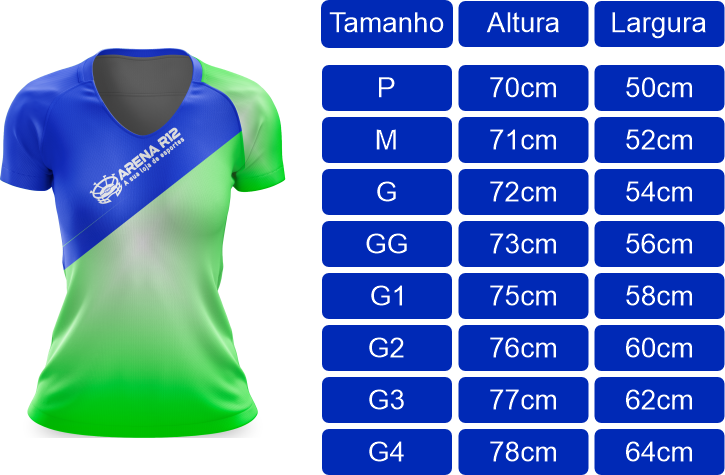 ARENA R12
A sua loja de esportes
Tamanho Altura Largura
P 70cm 50cm
M 71cm 52cm
G 72cm 54cm
GG 73cm 56cm
G1 75cm 58cm
G2 76cm 60cm
G3 77cm 62cm
G4 78cm 64cm